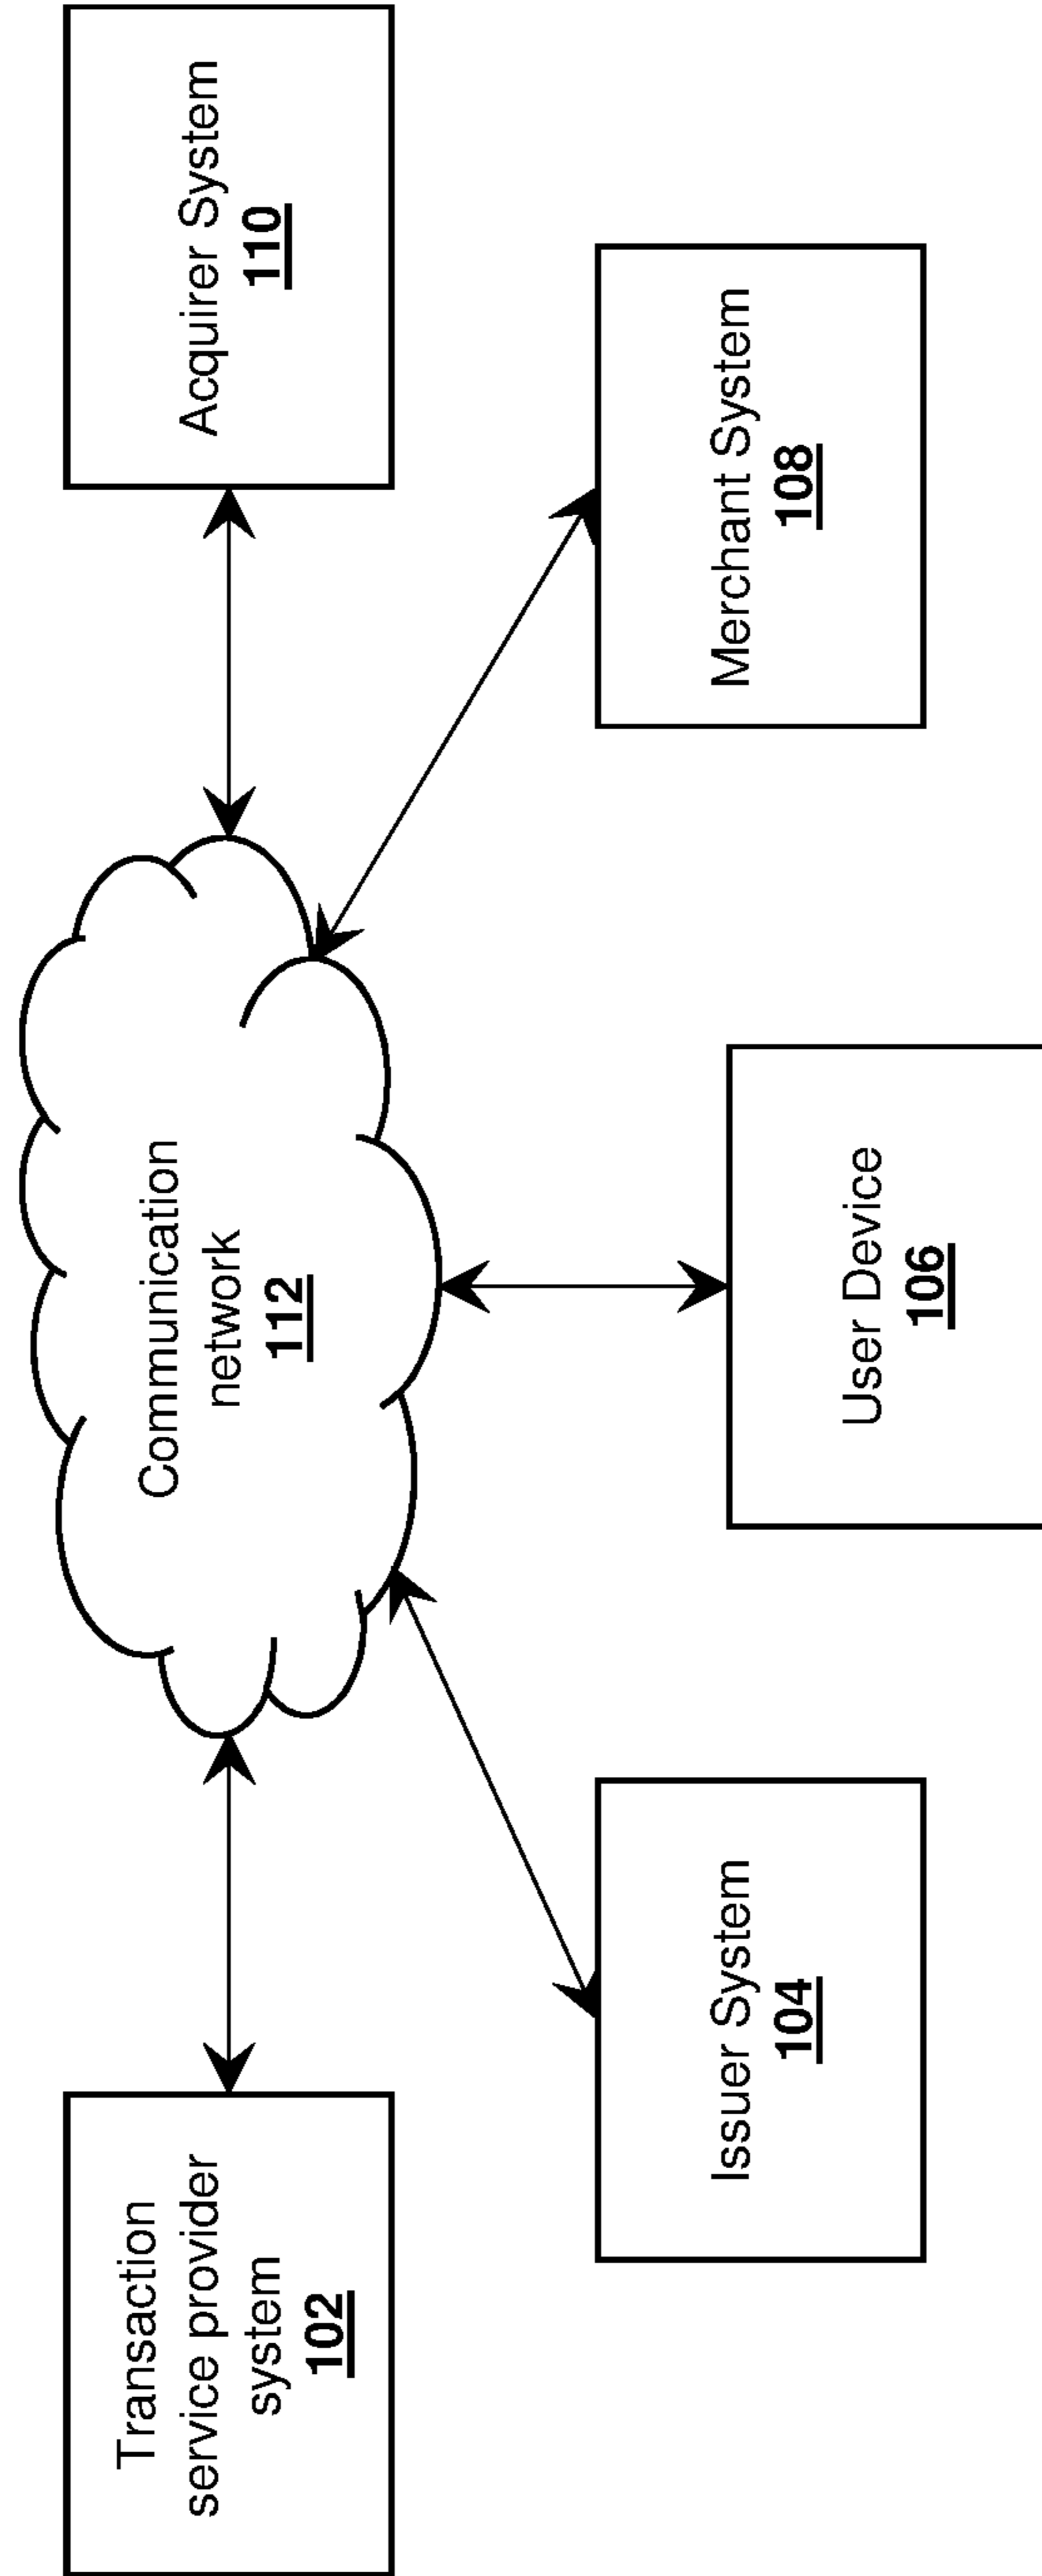 Transaction
service provider
system
102
Communication
network
112
Acquirer System
110
Issuer System
104
User Device
106
Merchant System
108